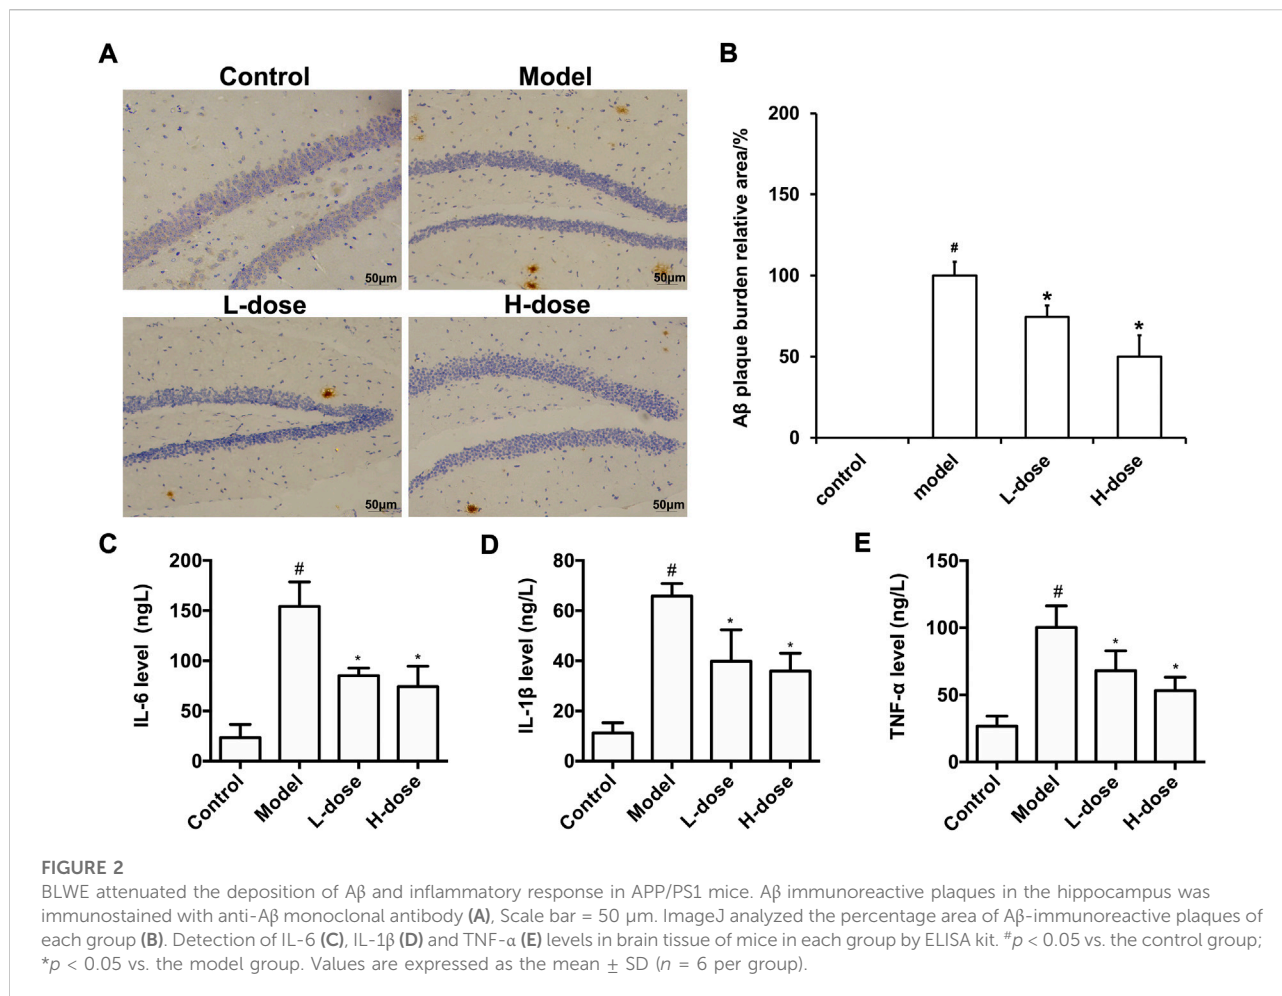 A
Control
Model
50μm
50μm
L-dose
H-dose
50μm
50μm
B
Aβ plaque burden relative area/%
200
150
100
50
0
#
*
*
control
model
L-dose
H-dose
C
IL-6 level (ngL)
200
150
100
50
0
#
*
*
Control
Model
L-dose
H-dose
D
IL-1β level (ng/L)
80
60
40
20
0
#
*
*
Control
Model
L-dose
H-dose
E
TNF-α level (ng/L)
150
100
50
0
#
*
*
Control
Model
L-dose
H-dose
FIGURE 2
BLWE attenuated the deposition of Aβ and inflammatory response in APP/PS1 mice. Aβ immunoreactive plaques in the hippocampus was
immunostained with anti-Aβ monoclonal antibody (A), Scale bar = 50 μm. ImageJ analyzed the percentage area of Aβ-immunoreactive plaques of
each group (B). Detection of IL-6 (C), IL-1β (D) and TNF-α (E) levels in brain tissue of mice in each group by ELISA kit. #p < 0.05 vs. the control group;
*p < 0.05 vs. the model group. Values are expressed as the mean ± SD (n = 6 per group).